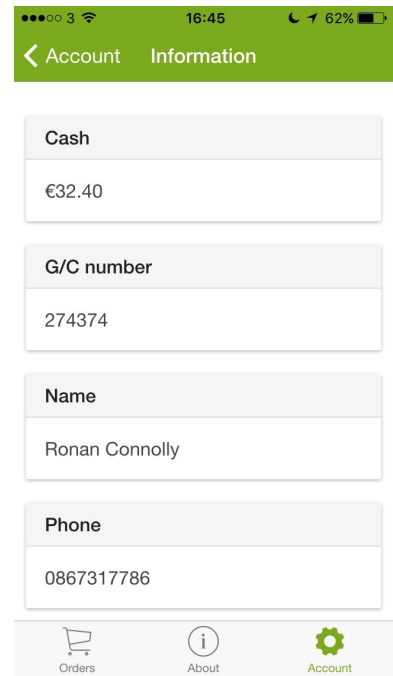 3 16:45 62%
Account Information
Cash
€32.40
G/C number
274374
Name
Ronan Connolly
Phone
0867317786
Orders About Account